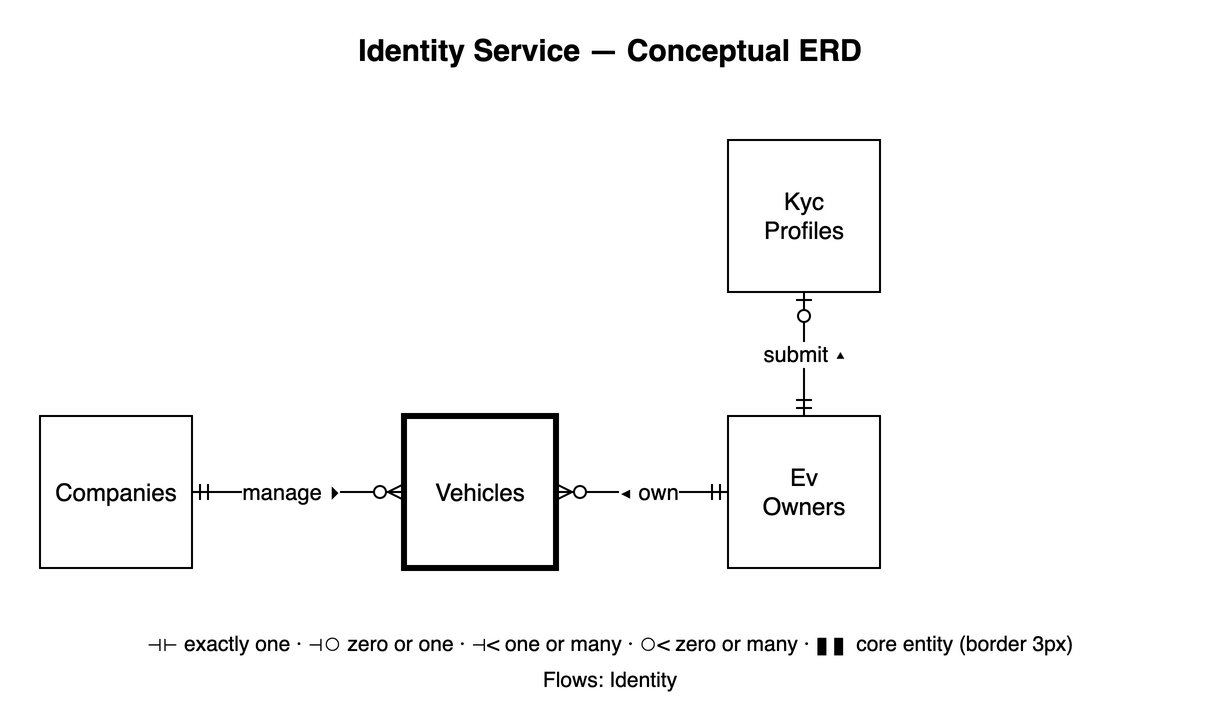 Identity Service — Conceptual ERD
Kyc
Profiles
submit ▲
Companies
manage ▶
Vehicles
◀ own
Ev
Owners
⊣⊢ exactly one · ⊣○ zero or one · ⊣< one or many · ○< zero or many · ▮▮ core entity (border 3px)
Flows: Identity